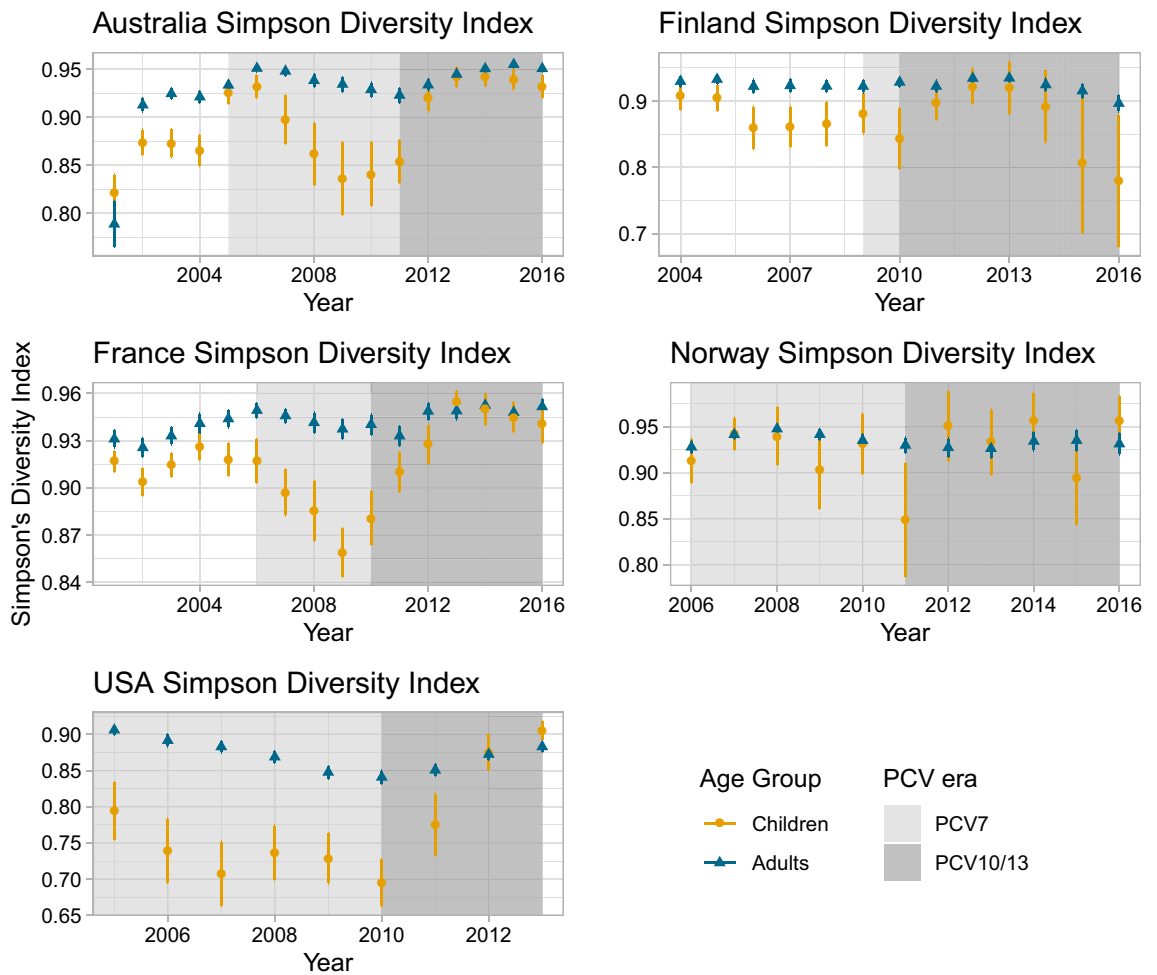 Australia Simpson Diversity Index
0.95
0.90
0.85
0.80
2004 2008 2012 2016
Year
Finland Simpson Diversity Index
0.9
0.8
0.7
2004 2007 2010 2013 2016
Year
Simpson's Diversity Index
France Simpson Diversity Index
0.96
0.93
0.90
0.87
0.84
2004 2008 2012 2016
Year
Norway Simpson Diversity Index
0.95
0.90
0.85
0.80
2006 2008 2010 2012 2014 2016
Year
USA Simpson Diversity Index
0.90
0.85
0.80
0.75
0.70
0.65
2006 2008 2010 2012
Year
Age Group
Children
Adults
PCV era
PCV7
PCV10/13